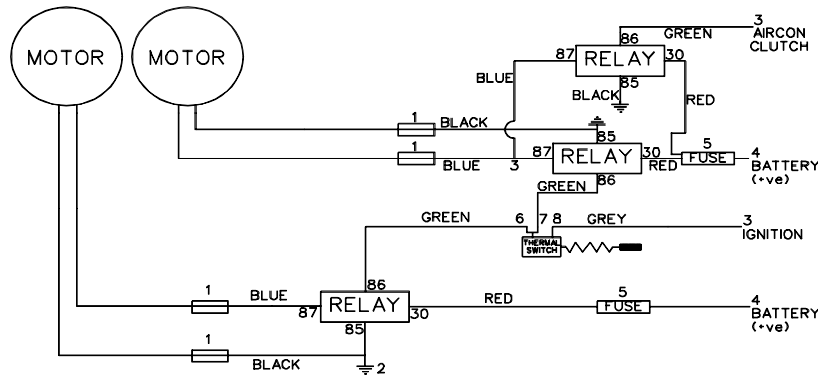 3
GREEN
AIRCON
CLUTCH
86
MOTOR
MOTOR
87
RELAY
30
BLUE
85
BLACK
RED
1
BLACK
85
1
BLUE
3
87
RELAY
30
RED
5
FUSE
4
BATTERY
(+ve)
86
GREEN
GREEN
6
7
8
GREY
3
IGNITION
THERMAL
SWITCH
86
1
BLUE
87
RELAY
30
RED
5
FUSE
4
BATTERY
(+ve)
85
1
BLACK
2